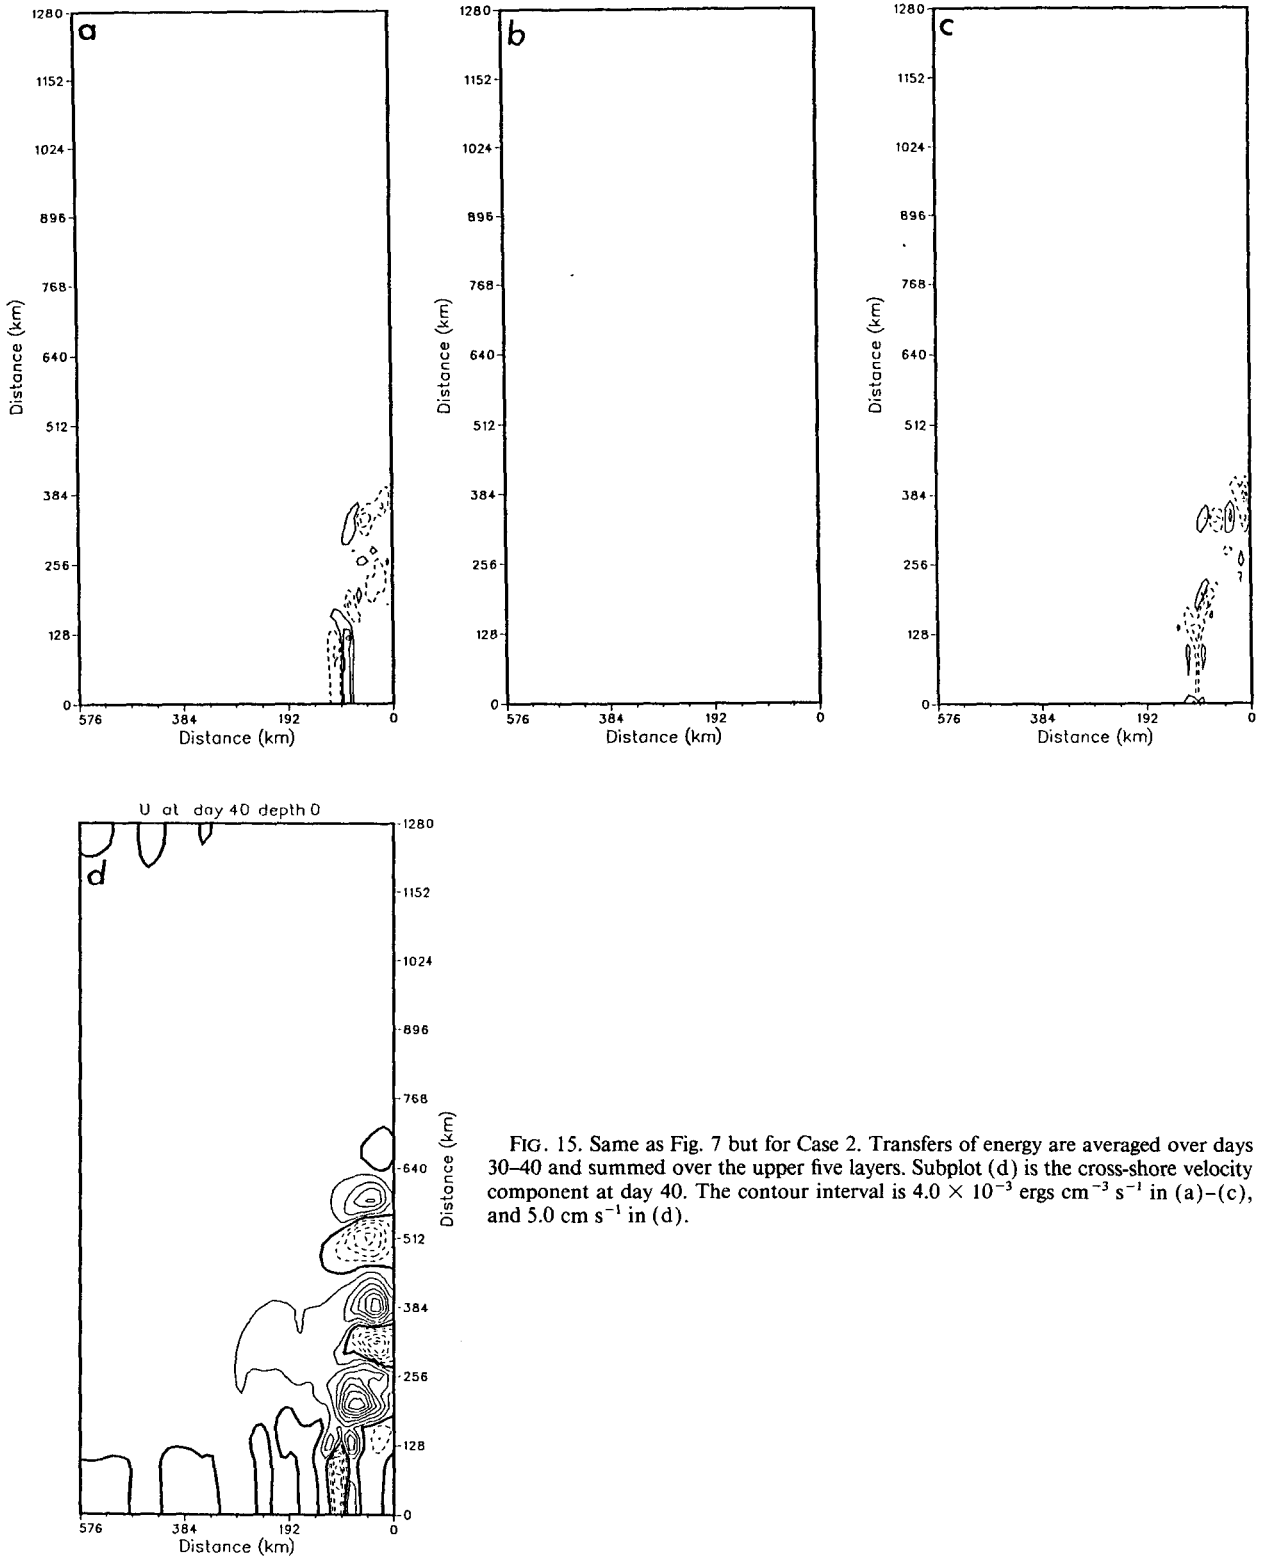 a
1280
1152
1024
896
768
640
512
384
256
128
0
576 384 192 0
Distance (km)
Distance (km)
b
1280
1152
1024
896
768
640
512
384
256
128
0
576 384 192 0
Distance (km)
Distance (km)
c
1280
1152
1024
896
768
640
512
384
256
128
0
576 384 192 0
Distance (km)
Distance (km)
U at day 40 depth 0
d
1280
1152
1024
896
768
640
512
384
256
128
0
576 384 192 0
Distance (km)
Distance (km)
FIG. 15. Same as Fig. 7 but for Case 2. Transfers of energy are averaged over days
30–40 and summed over the upper five layers. Subplot (d) is the cross-shore velocity
component at day 40. The contour interval is 4.0 × 10⁻³ ergs cm⁻³ s⁻¹ in (a)–(c),
and 5.0 cm s⁻¹ in (d).